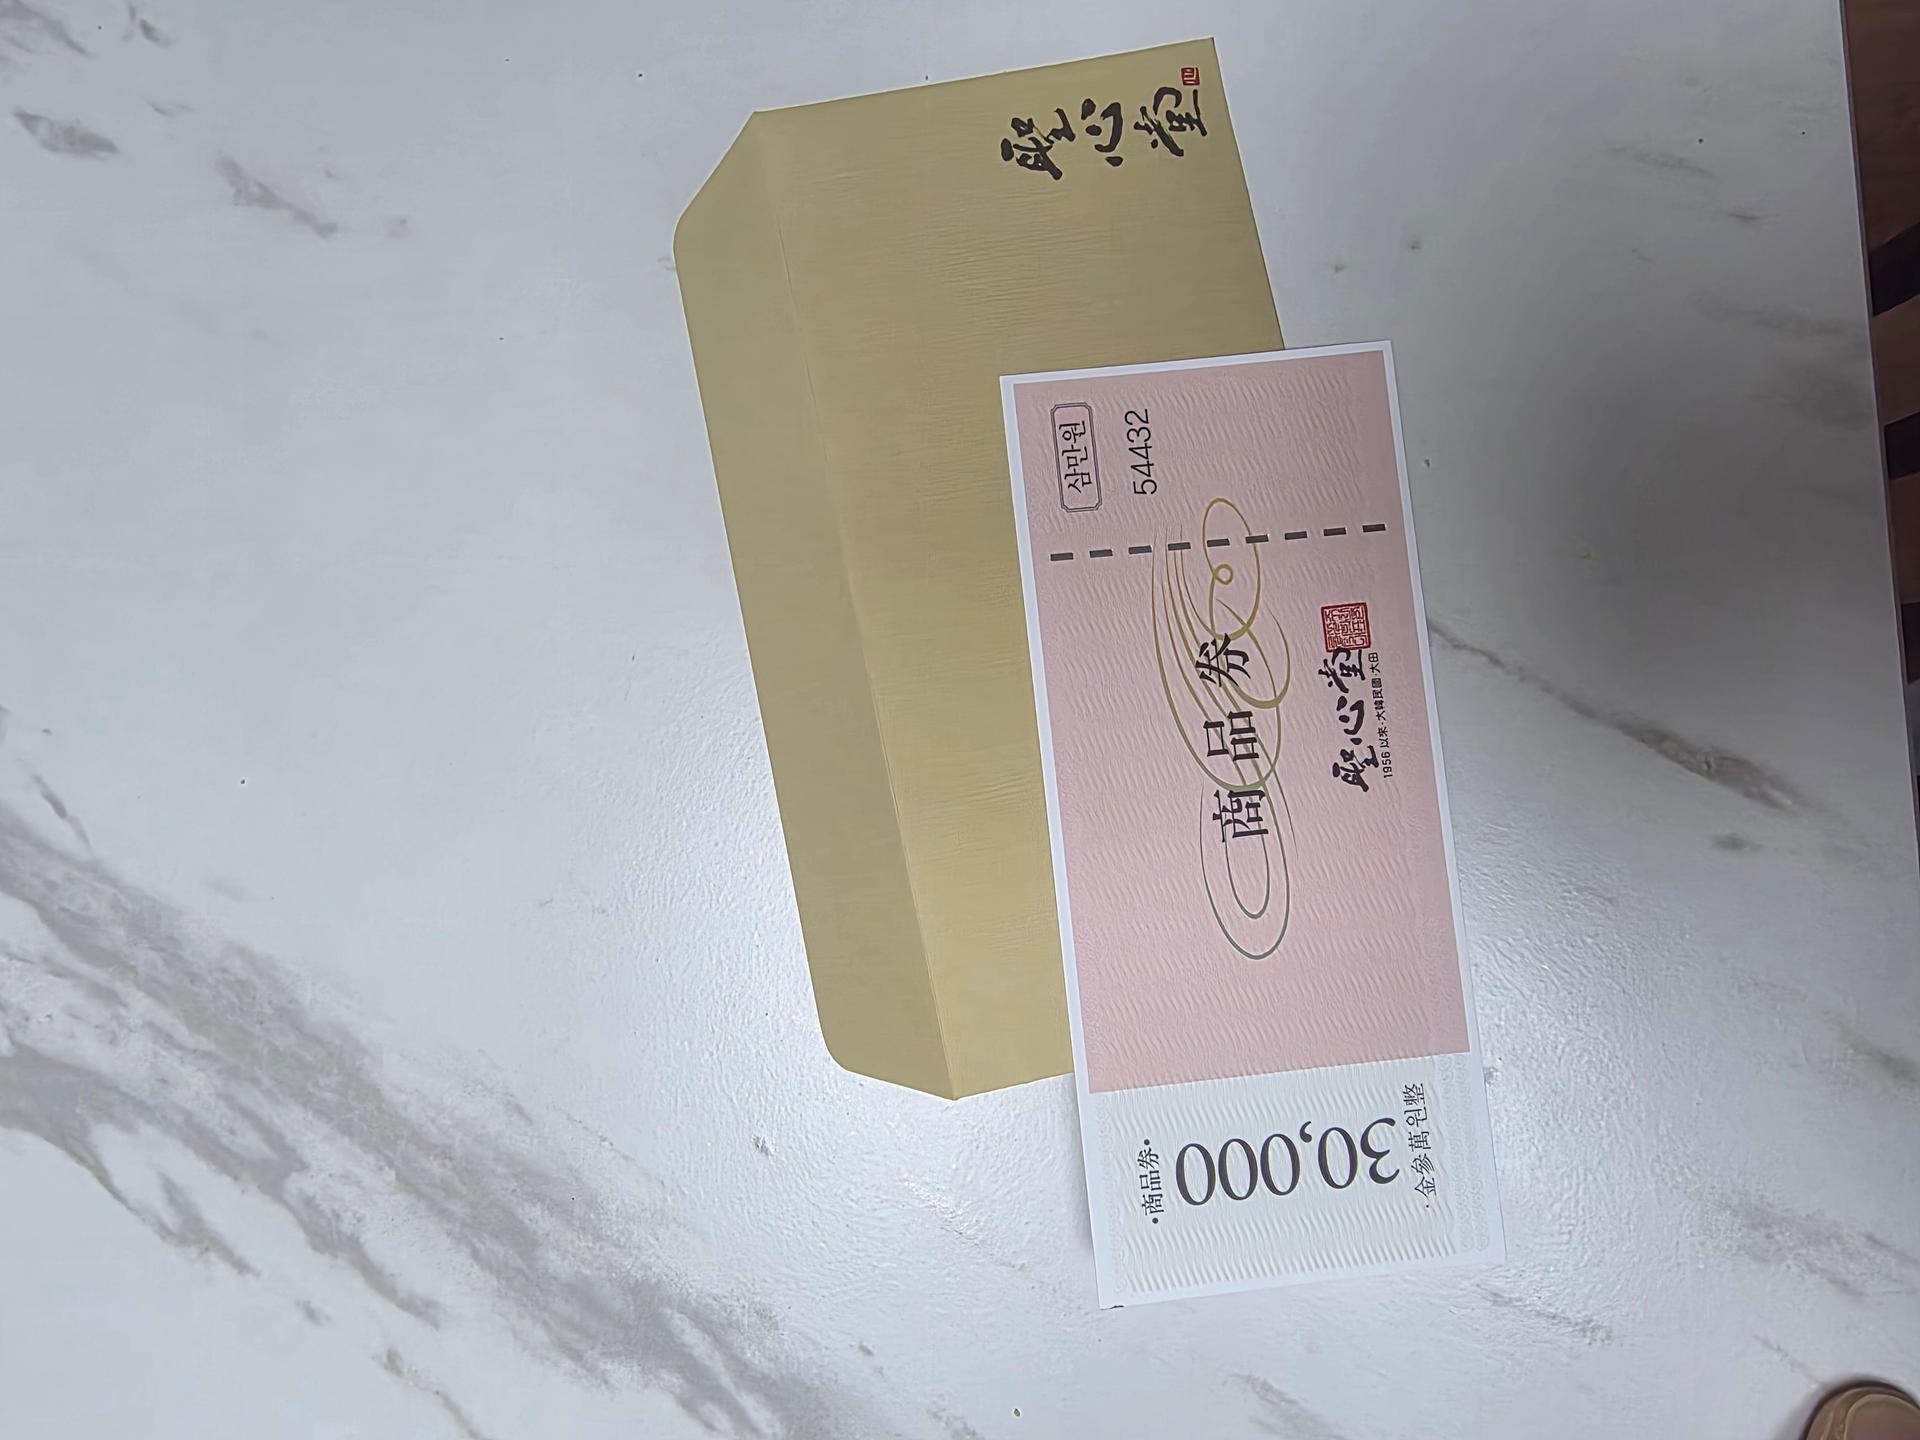 聖心堂
心
삼만원
54432
商品券
聖心堂
1956 以來·大韓民國·大田
·商品券·
30,000
·金參萬원整